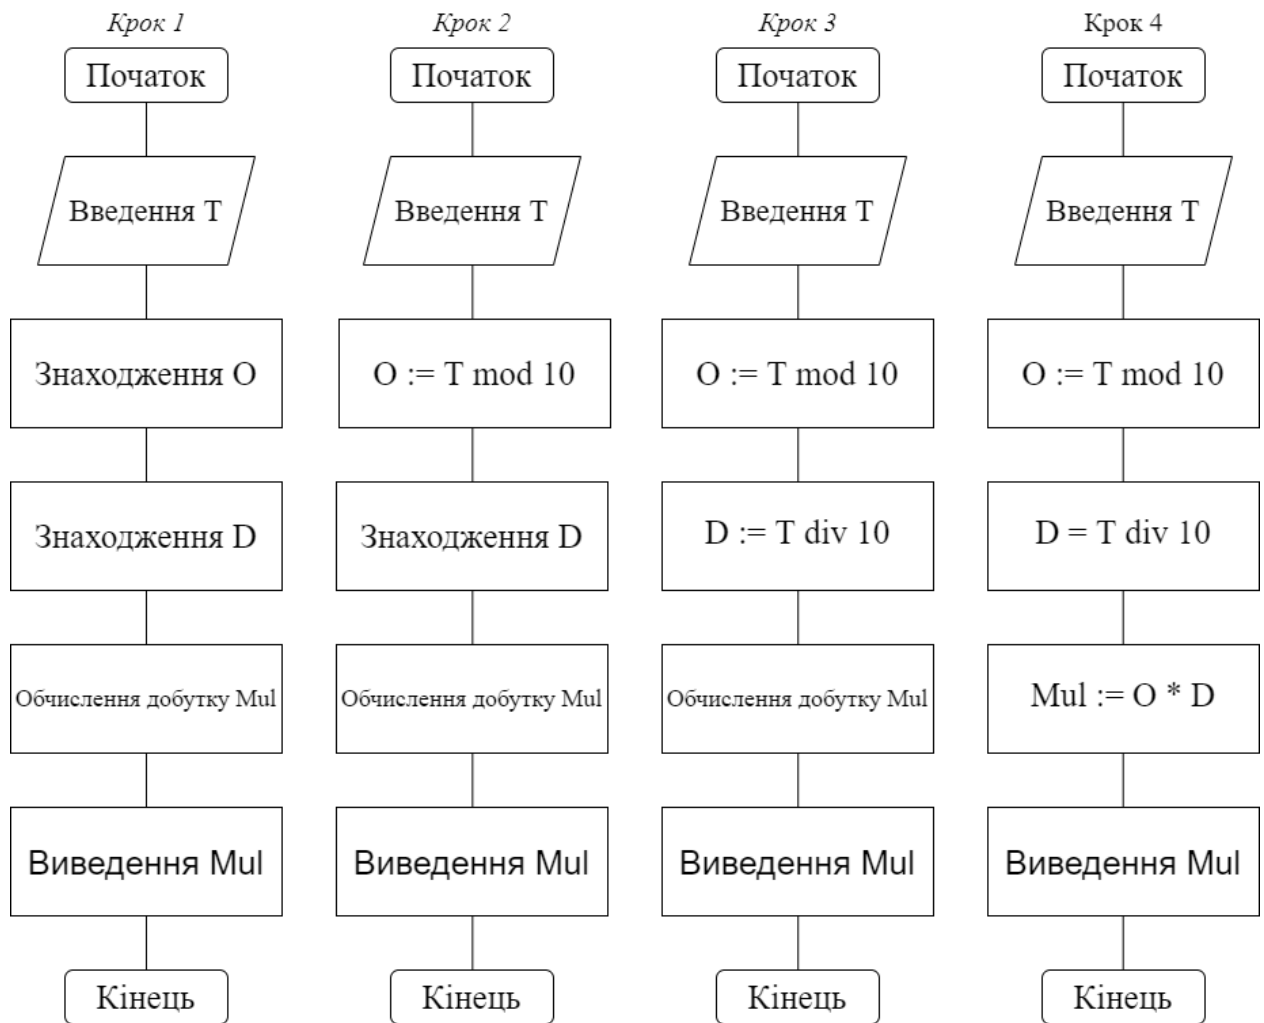 Крок 1
Початок
Введення T
Знаходження O
Знаходження D
Обчислення добутку Mul
Виведення Mul
Кінець
Крок 2
Початок
Введення T
O := T mod 10
Знаходження D
Обчислення добутку Mul
Виведення Mul
Кінець
Крок 3
Початок
Введення T
O := T mod 10
D := T div 10
Обчислення добутку Mul
Виведення Mul
Кінець
Крок 4
Початок
Введення T
O := T mod 10
D = T div 10
Mul := O * D
Виведення Mul
Кінець